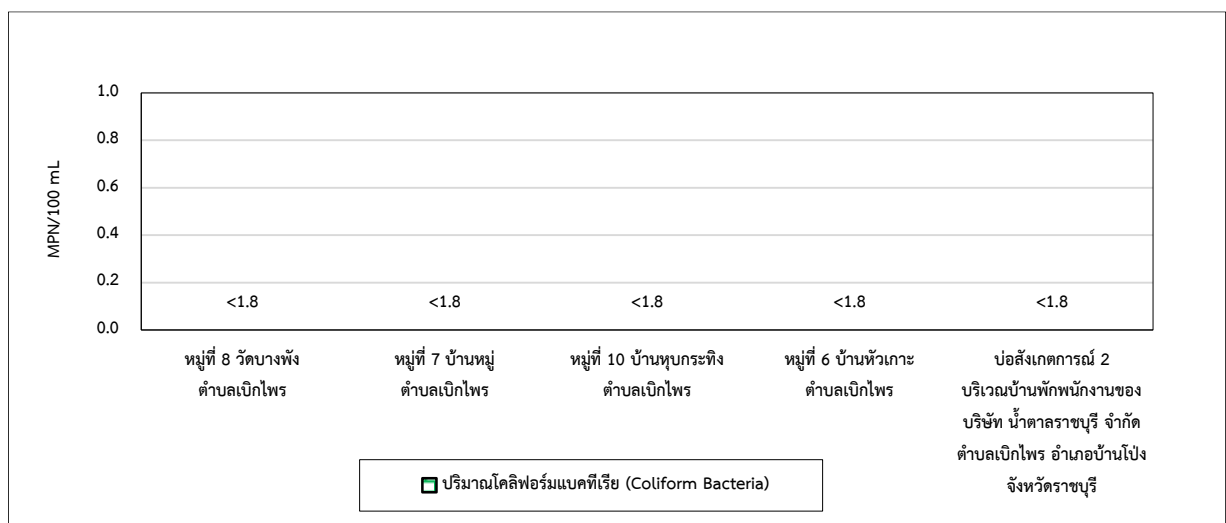 1.0
0.8
0.6
0.4
0.2
0.0
MPN/100 mL
<1.8 <1.8 <1.8 <1.8 <1.8
หมู่ที่ 8 วัดบางพัง
ตำบลเบิกไพร
หมู่ที่ 7 บ้านหมู่
ตำบลเบิกไพร
หมู่ที่ 10 บ้านหุบกระทิง
ตำบลเบิกไพร
หมู่ที่ 6 บ้านหัวเกาะ
ตำบลเบิกไพร
บ่อสังเกตการณ์ 2
บริเวณบ้านพักพนักงานของ
บริษัท น้ำตาลราชบุรี จำกัด
ตำบลเบิกไพร อำเภอบ้านโป่ง
จังหวัดราชบุรี
ปริมาณโคลิฟอร์มแบคทีเรีย (Coliform Bacteria)